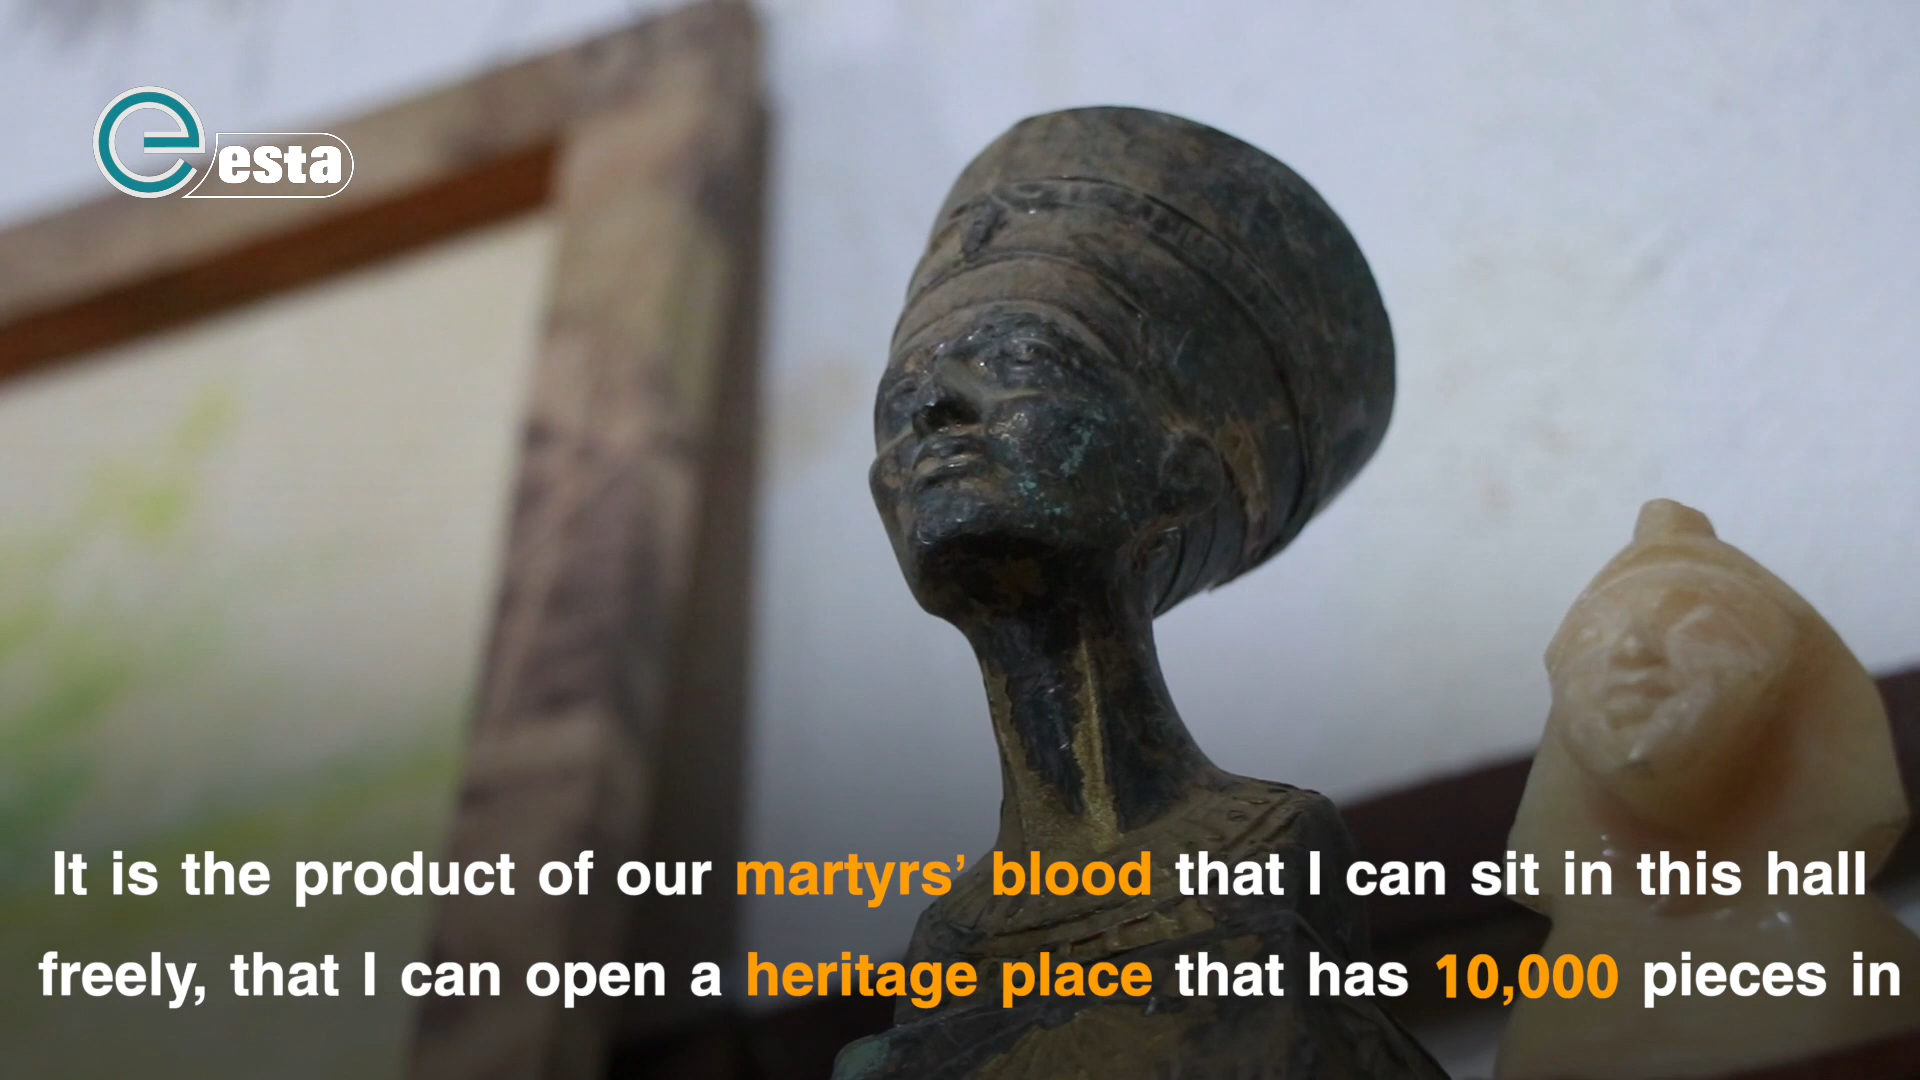 e esta
It is the product of our martyrs’ blood that I can sit in this hall
freely, that I can open a heritage place that has 10,000 pieces in